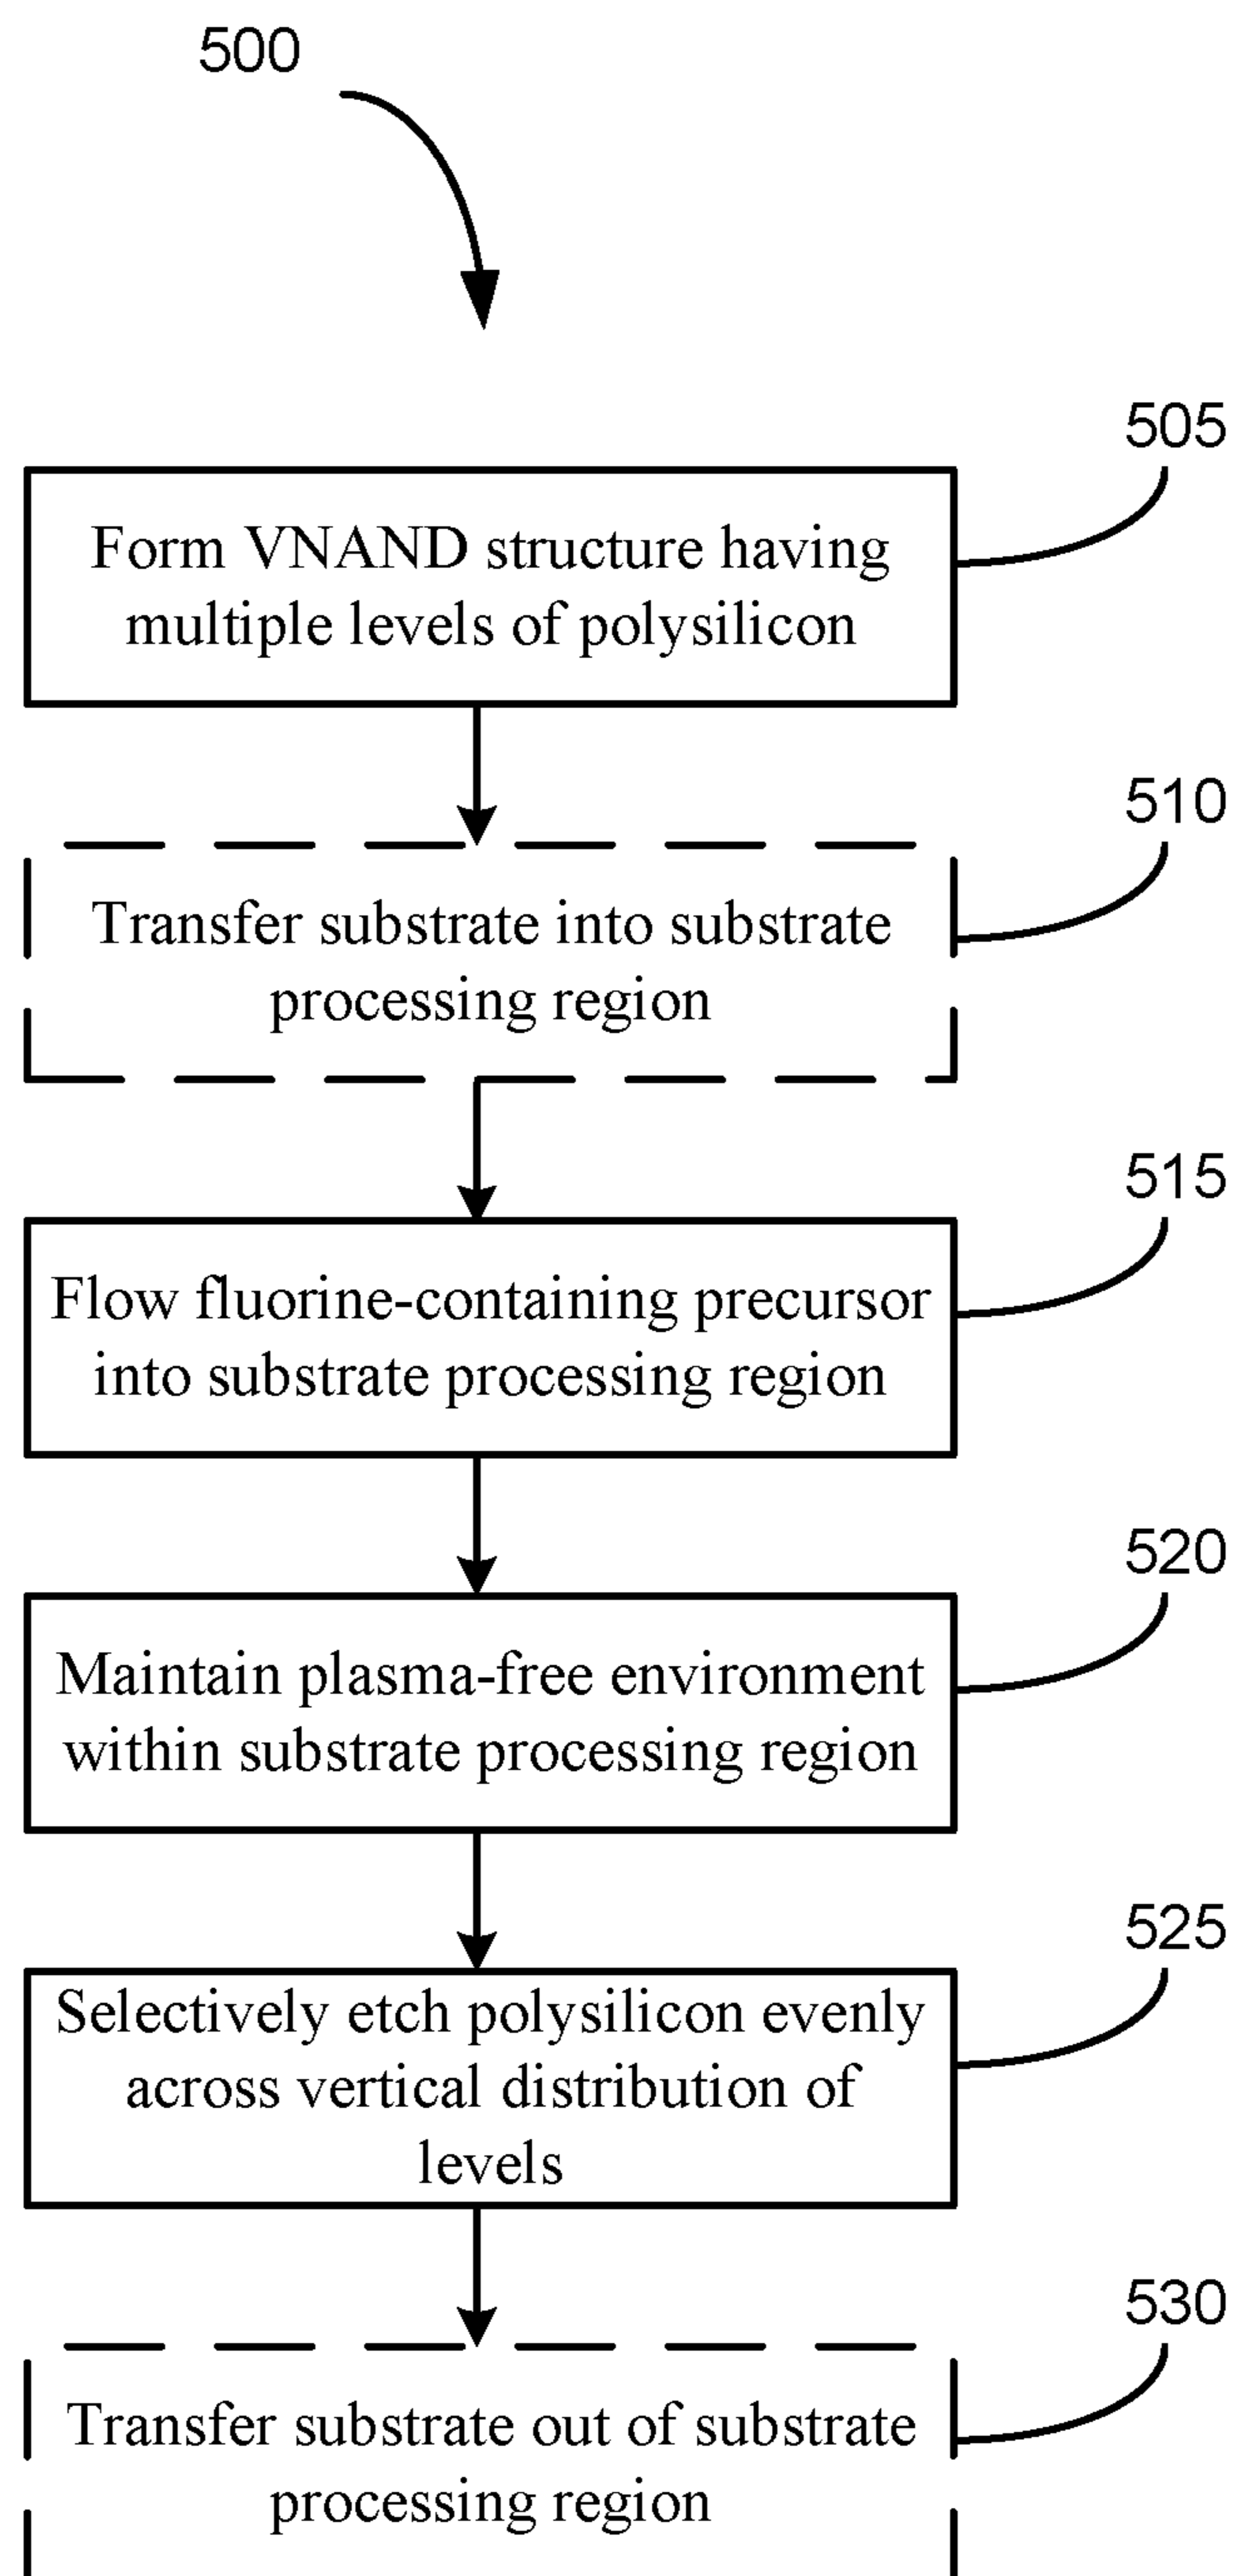 500
505
Form VNAND structure having
multiple levels of polysilicon
510
Transfer substrate into substrate
processing region
515
Flow fluorine-containing precursor
into substrate processing region
520
Maintain plasma-free environment
within substrate processing region
525
Selectively etch polysilicon evenly
across vertical distribution of
levels
530
Transfer substrate out of substrate
processing region